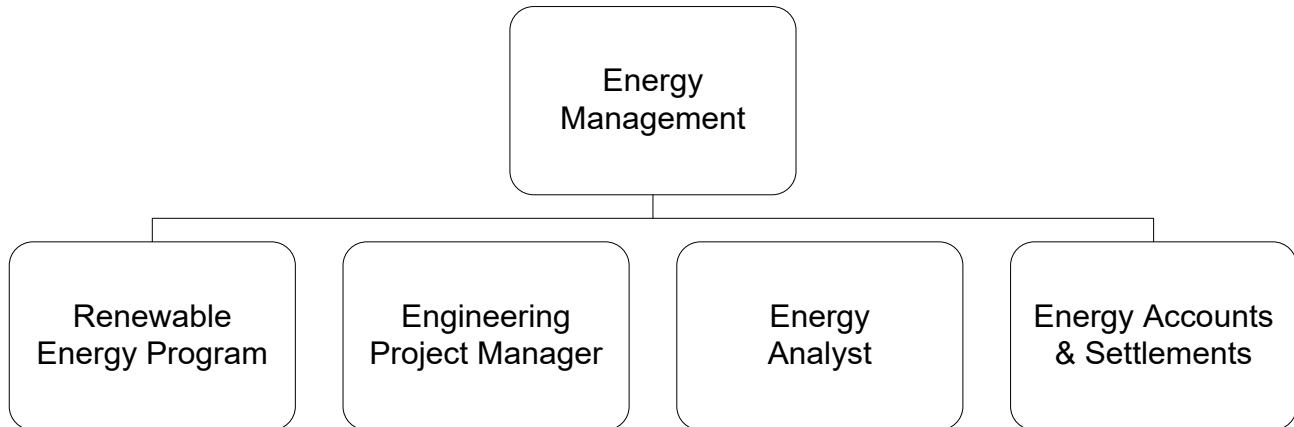 Energy
Management
Renewable
Energy Program
Engineering
Project Manager
Energy
Analyst
Energy Accounts
& Settlements